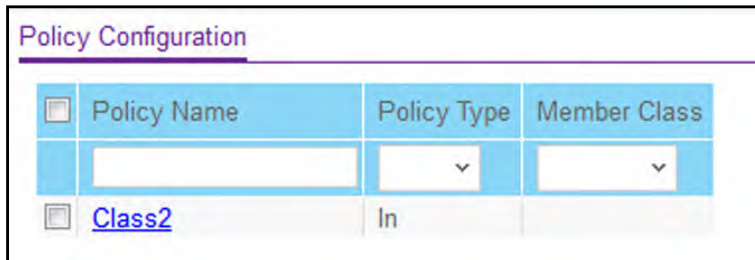 Policy Configuration
Policy Name Policy Type Member Class
Class2 In